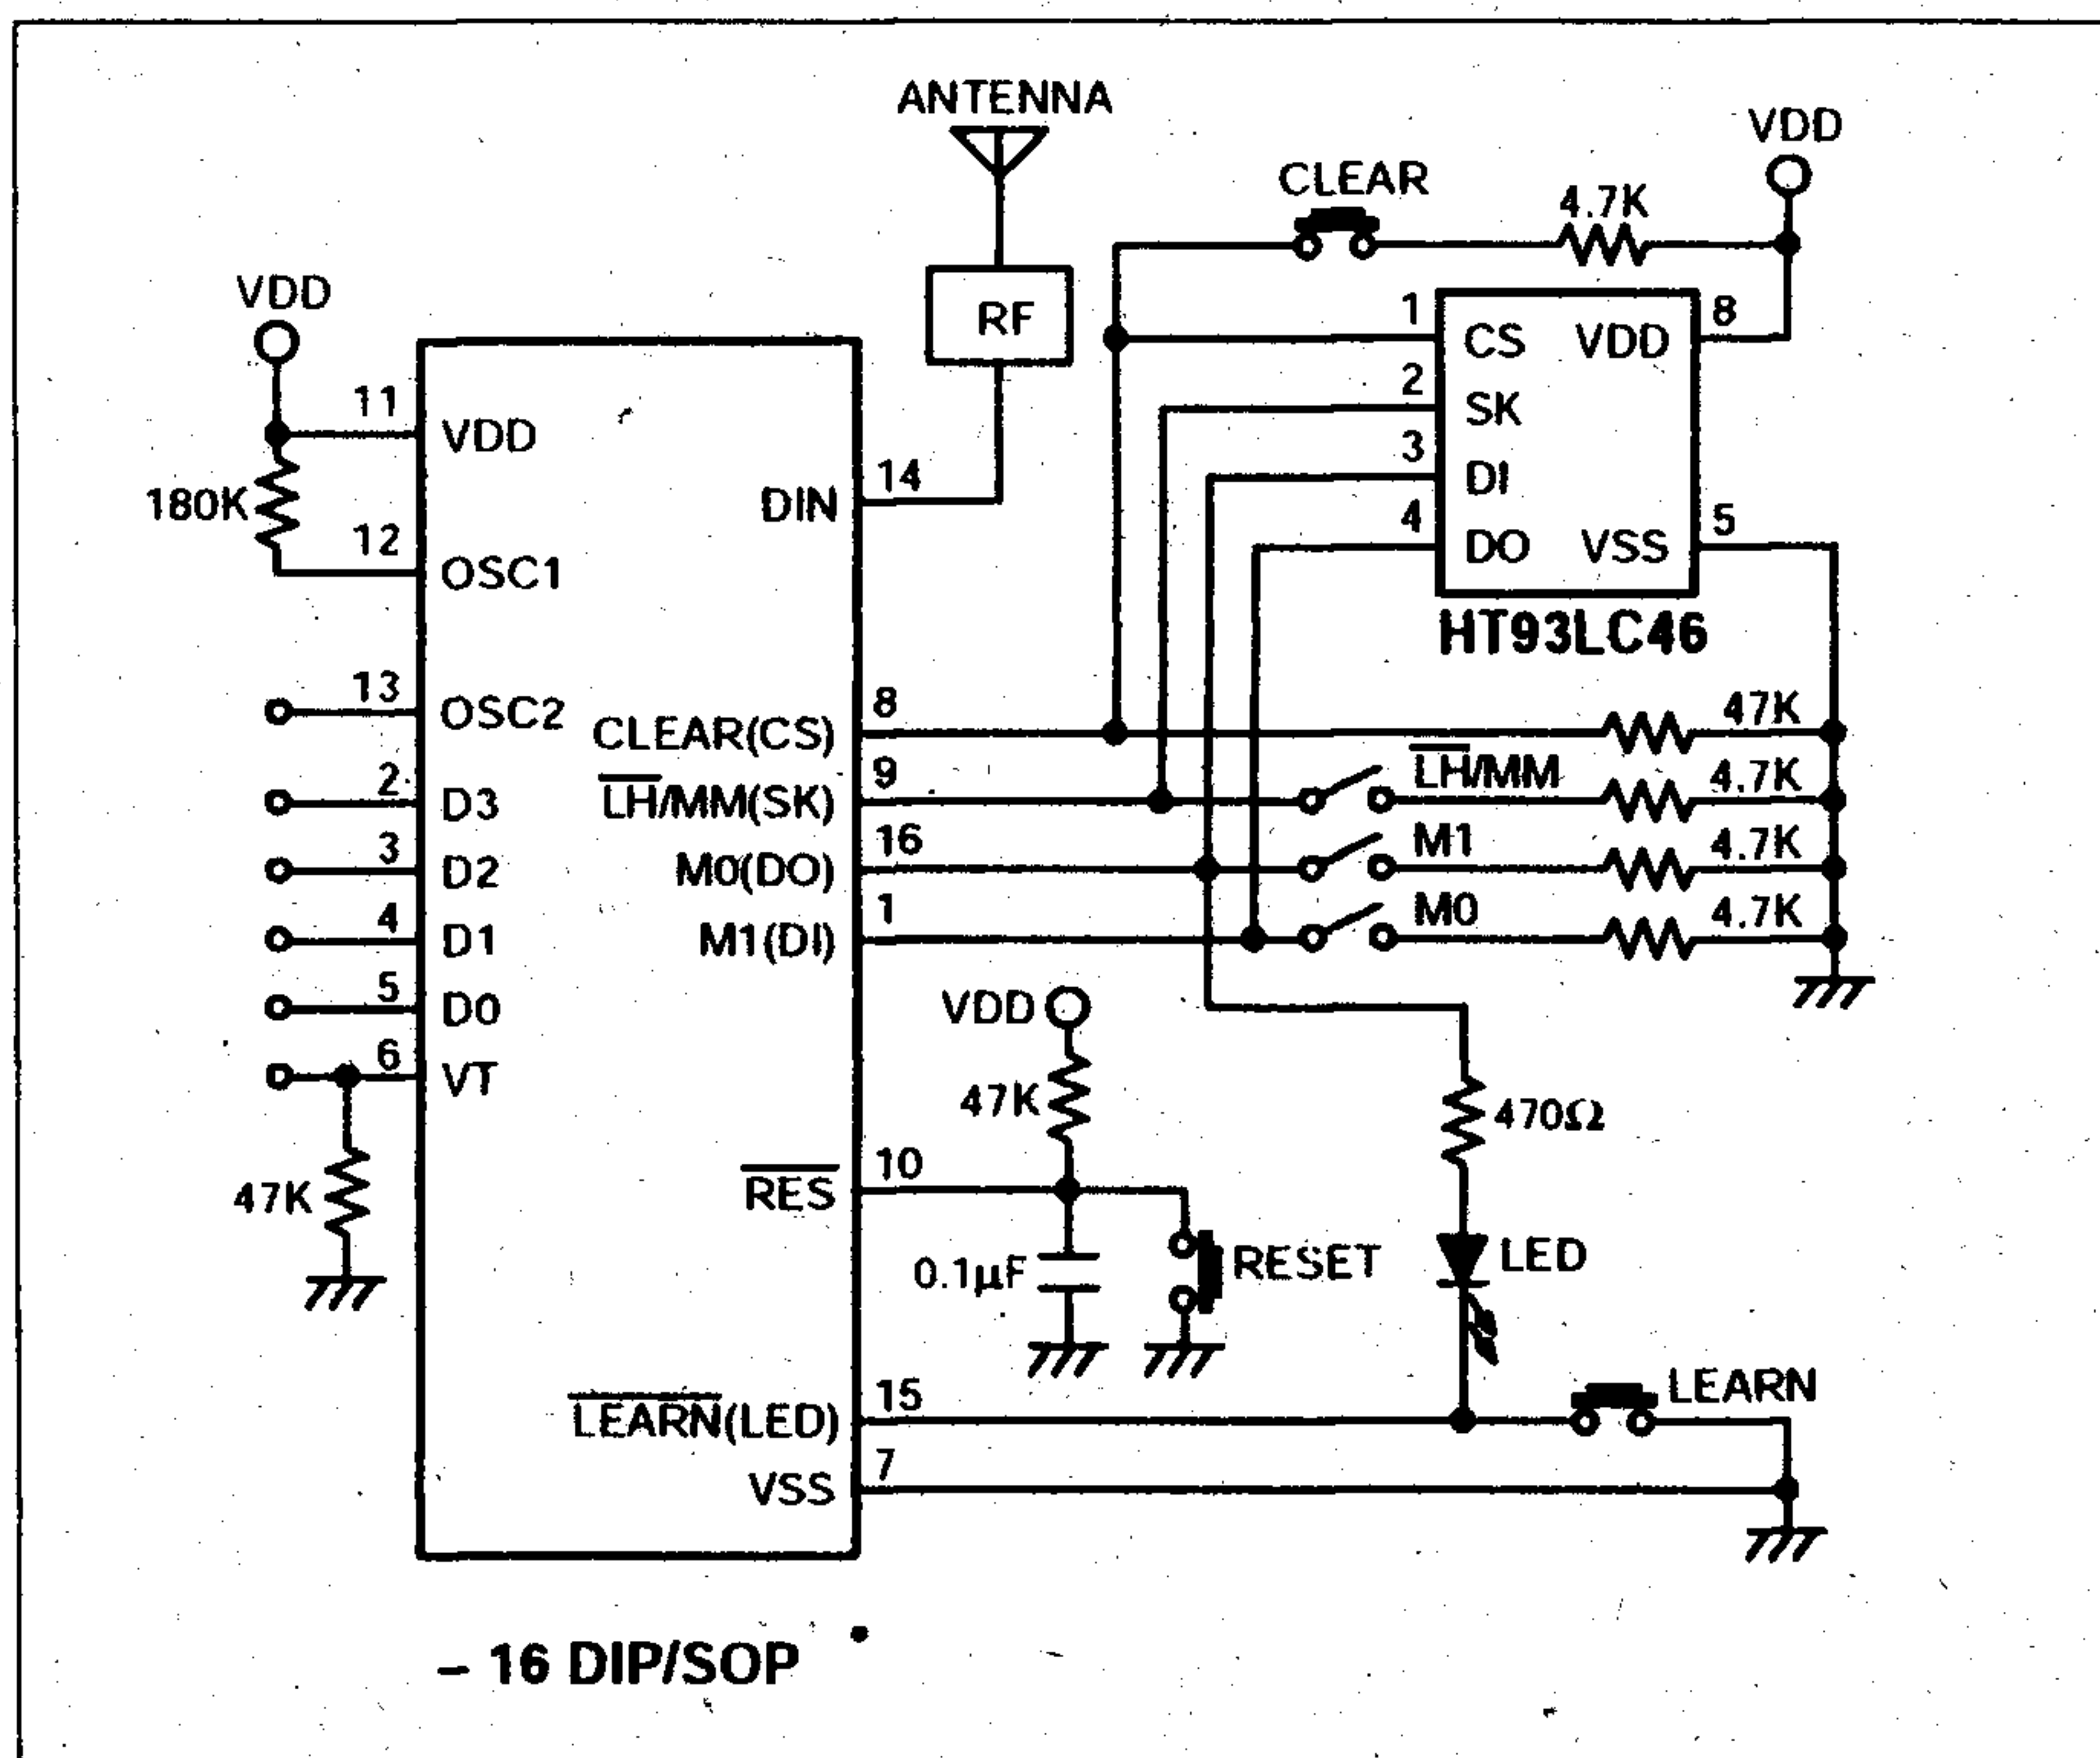 ANTENNA
VDD
CLEAR
4.7K
VDD
RF
1
CS
VDD
8
2
SK
3
DI
4
DO
VSS
5
HT93LC46
11
VDD
180K
12
OSC1
14
DIN
13
OSC2
8
CLEAR(CS)
47K
2
D3
9
LH/MM(SK)
LH/MM
4.7K
3
D2
16
M0(DO)
M1
4.7K
4
D1
1
M1(DI)
M0
4.7K
5
D0
VDD
6
VT
47K
470Ω
47K
10
RES
0.1μF
RESET
LED
15
LEARN(LED)
LEARN
7
VSS
– 16 DIP/SOP